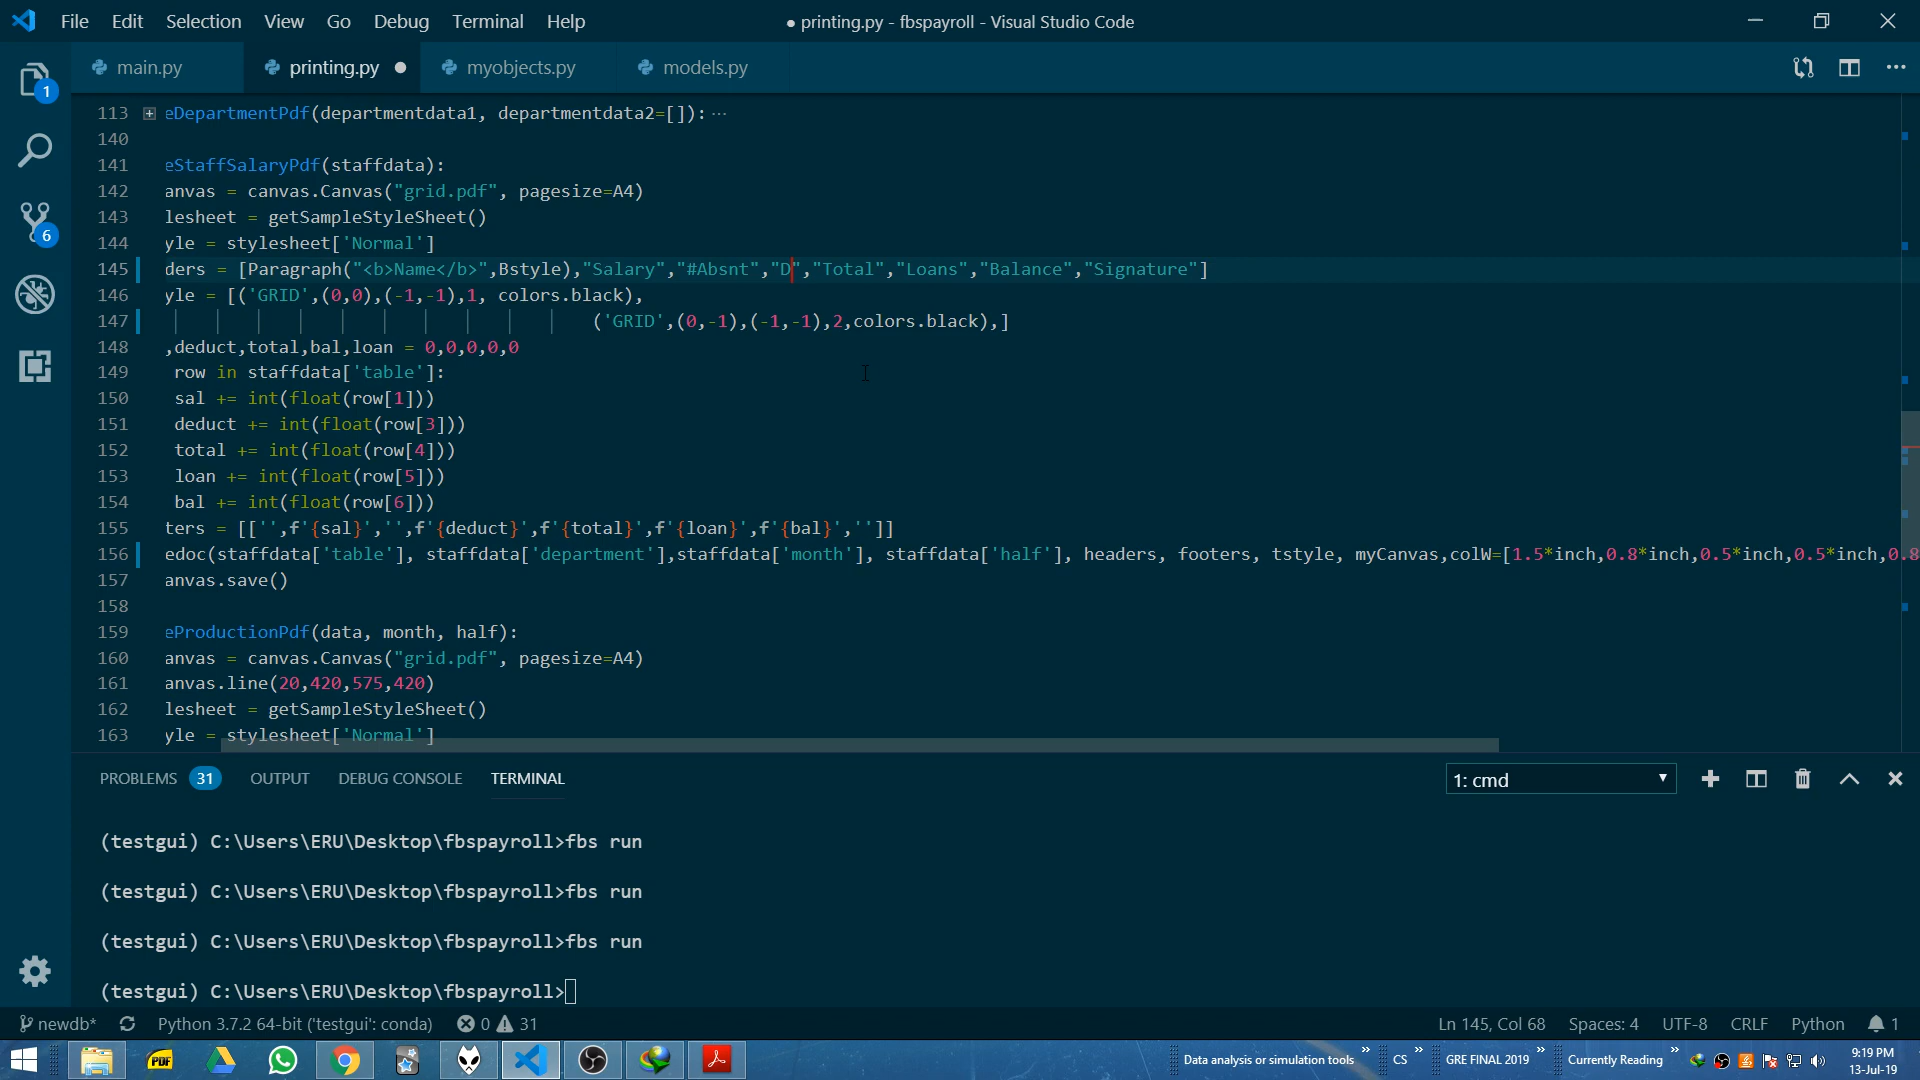 File Edit Selection View Go Debug Terminal Help
● printing.py - fbspayroll - Visual Studio Code
main.py printing.py ● myobjects.py models.py
1
6
113 eDepartmentPdf(departmentdata1, departmentdata2=[]): ···
140
141 eStaffSalaryPdf(staffdata):
142 anvas = canvas.Canvas("grid.pdf", pagesize=A4)
143 lesheet = getSampleStyleSheet()
144 yle = stylesheet['Normal']
145 ders = [Paragraph("<b>Name</b>",Bstyle),"Salary","#Absnt","D","Total","Loans","Balance","Signature"]
146 yle = [('GRID',(0,0),(-1,-1),1, colors.black),
147 ('GRID',(0,-1),(-1,-1),2,colors.black),]
148 ,deduct,total,bal,loan = 0,0,0,0,0
149 row in staffdata['table']:
150 sal += int(float(row[1]))
151 deduct += int(float(row[3]))
152 total += int(float(row[4]))
153 loan += int(float(row[5]))
154 bal += int(float(row[6]))
155 ters = [['',f'{sal}','',f'{deduct}',f'{total}',f'{loan}',f'{bal}','']]
156 edoc(staffdata['table'], staffdata['department'],staffdata['month'], staffdata['half'], headers, footers, tstyle, myCanvas,colW=[1.5*inch,0.8*inch,0.5*inch,0.5*inch,0.8
157 anvas.save()
158
159 eProductionPdf(data, month, half):
160 anvas = canvas.Canvas("grid.pdf", pagesize=A4)
161 anvas.line(20,420,575,420)
162 lesheet = getSampleStyleSheet()
163 yle = stylesheet['Normal']
PROBLEMS 31 OUTPUT DEBUG CONSOLE TERMINAL 1: cmd
(testgui) C:\Users\ERU\Desktop\fbspayroll>fbs run
(testgui) C:\Users\ERU\Desktop\fbspayroll>fbs run
(testgui) C:\Users\ERU\Desktop\fbspayroll>fbs run
(testgui) C:\Users\ERU\Desktop\fbspayroll>
newdb* Python 3.7.2 64-bit ('testgui': conda) 0 31 Ln 145, Col 68 Spaces: 4 UTF-8 CRLF Python 1
PDF Data analysis or simulation tools » CS » GRE FINAL 2019 » Currently Reading » 9:19 PM
13-Jul-19